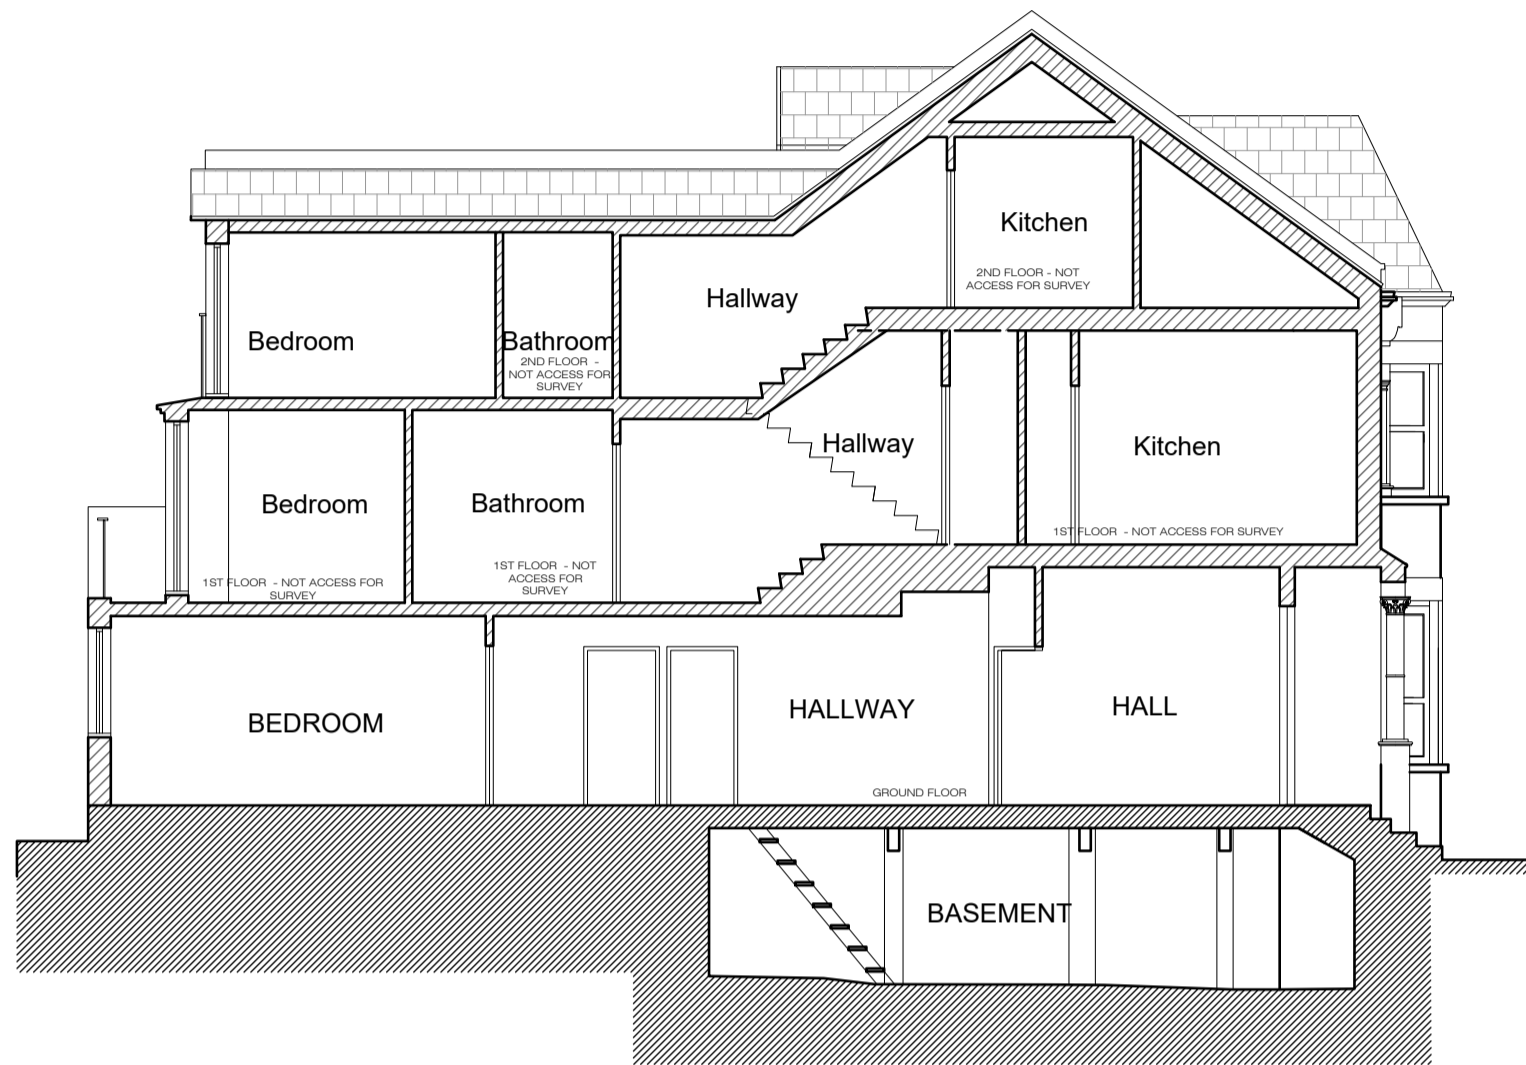 Kitchen
2ND FLOOR - NOT
ACCESS FOR SURVEY
Hallway
Bedroom
Bathroom
2ND FLOOR -
NOT ACCESS FOR
SURVEY
Hallway
Kitchen
1ST FLOOR - NOT ACCESS FOR SURVEY
Bedroom
1ST FLOOR - NOT ACCESS FOR
SURVEY
Bathroom
1ST FLOOR - NOT
ACCESS FOR
SURVEY
BEDROOM
HALLWAY
HALL
GROUND FLOOR
BASEMENT